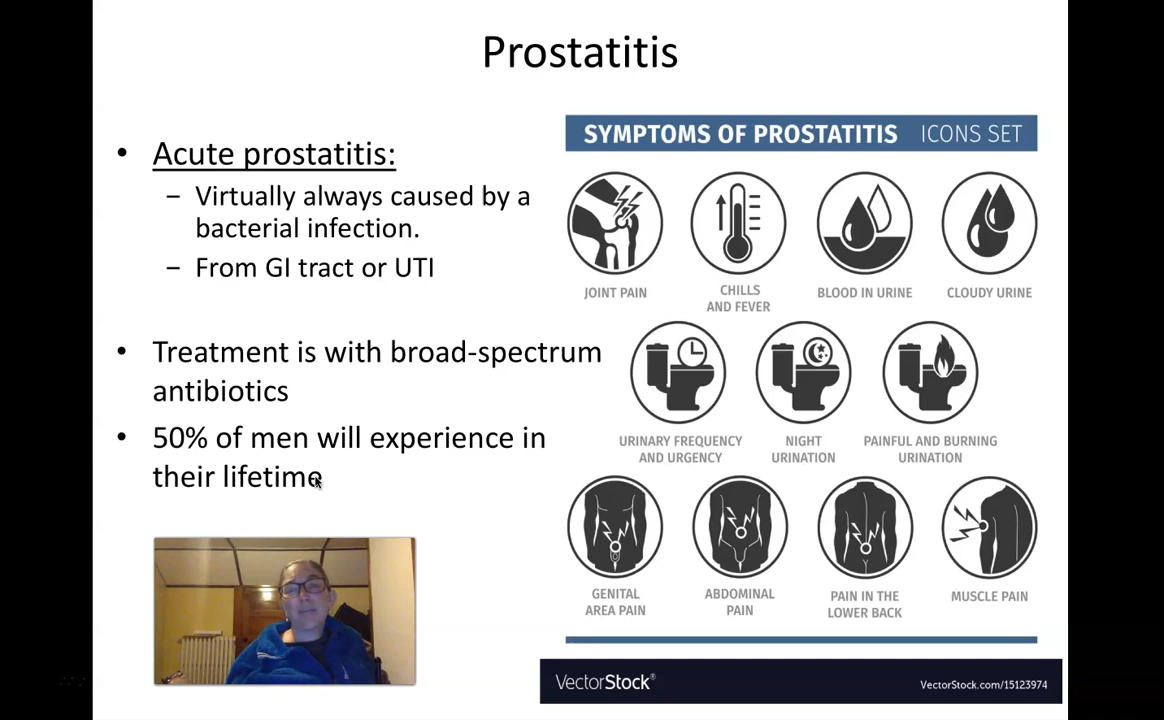 Prostatitis
• Acute prostatitis:
– Virtually always caused by a
bacterial infection.
– From GI tract or UTI
• Treatment is with broad-spectrum
antibiotics
• 50% of men will experience in
their lifetime
SYMPTOMS OF PROSTATITIS ICONS SET
JOINT PAIN
CHILLS
AND FEVER
BLOOD IN URINE
CLOUDY URINE
URINARY FREQUENCY
AND URGENCY
NIGHT
URINATION
PAINFUL AND BURNING
URINATION
GENITAL
AREA PAIN
ABDOMINAL
PAIN
PAIN IN THE
LOWER BACK
MUSCLE PAIN
VectorStock®
VectorStock.com/15123974